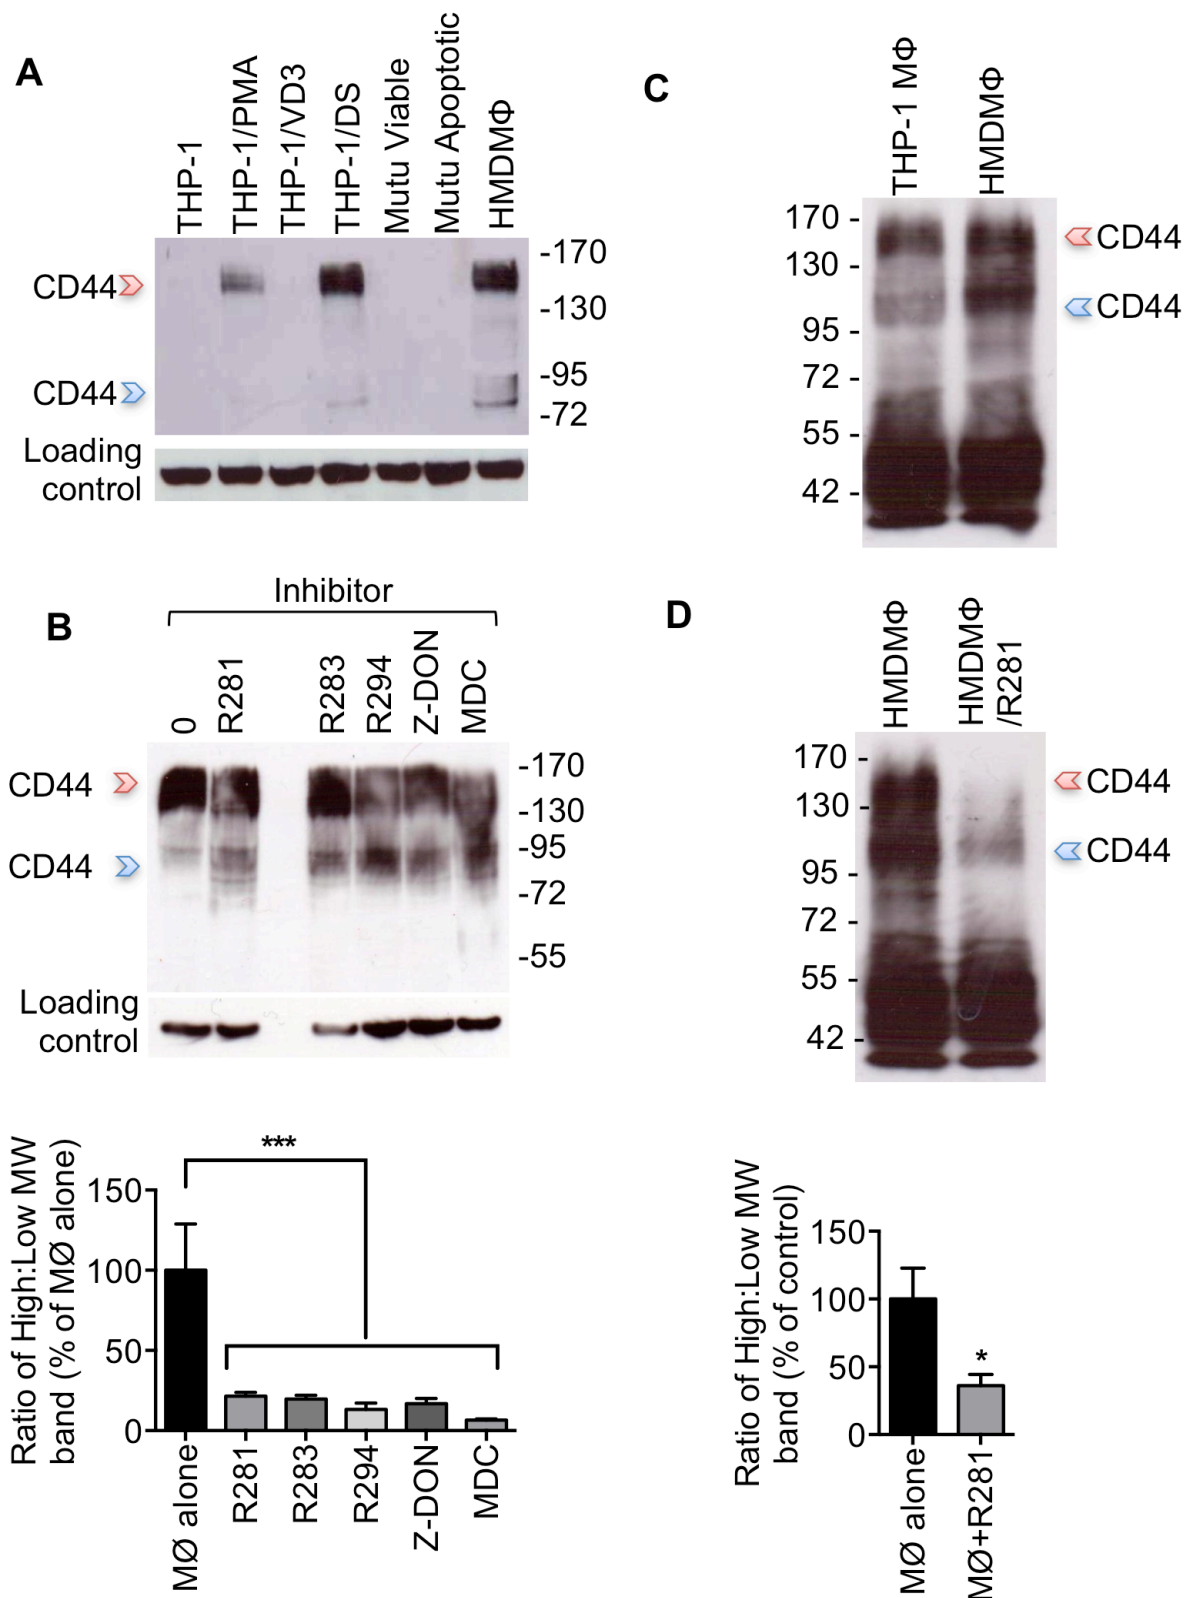 A
THP-1
THP-1/PMA
THP-1/VD3
THP-1/DS
Mutu Viable
Mutu Apoptotic
HMDMΦ
CD44
CD44
-170
-130
-95
-72
Loading
control
B
Inhibitor
0
R281
R283
R294
Z-DON
MDC
CD44
CD44
-170
-130
-95
-72
-55
Loading
control
Ratio of High:Low MW
band (% of MØ alone)
150
100
50
0
***
MØ alone
R281
R283
R294
Z-DON
MDC
C
THP-1 MΦ
HMDMΦ
170 -
130 -
95 -
72 -
55 -
42 -
CD44
CD44
D
HMDMΦ
HMDMΦ
/R281
170 -
130 -
95 -
72 -
55 -
42 -
CD44
CD44
Ratio of High:Low MW
band (% of control)
150
100
50
0
*
MØ alone
MØ+R281